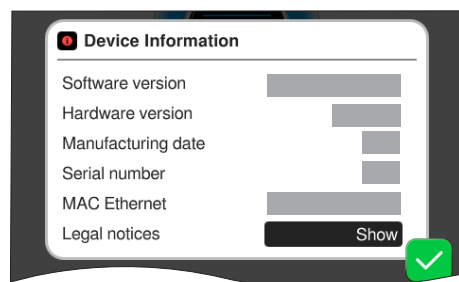 Device Information
Software version
Hardware version
Manufacturing date
Serial number
MAC Ethernet
Legal notices Show